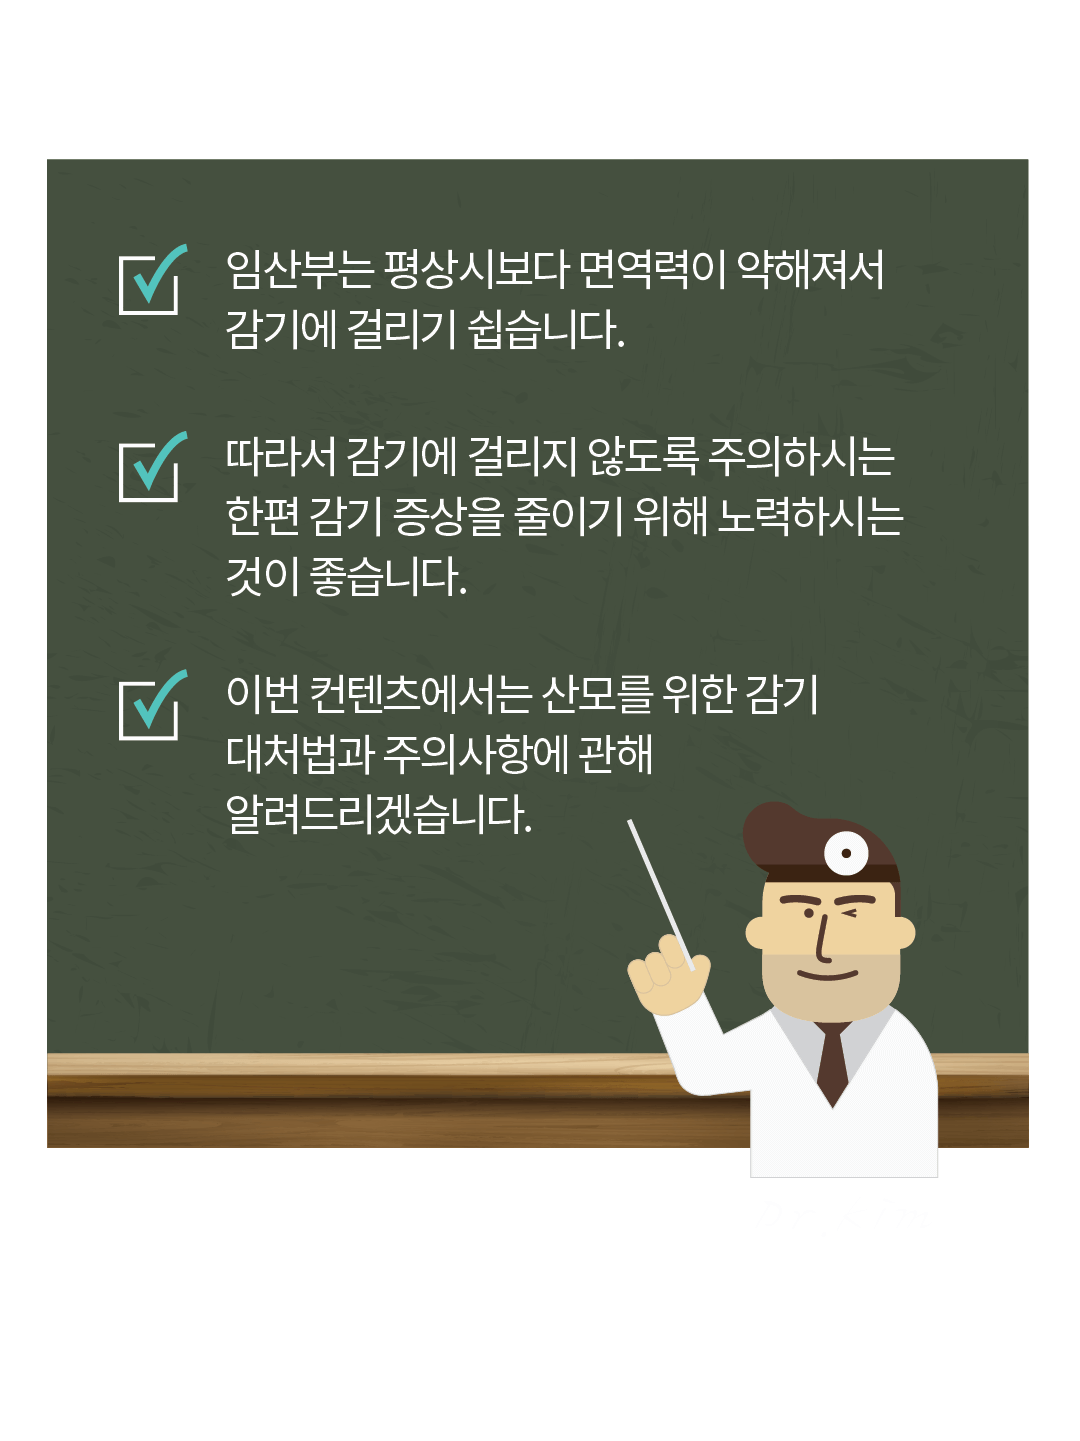 임산부는 평상시보다 면역력이 약해져서
감기에 걸리기 쉽습니다.
따라서 감기에 걸리지 않도록 주의하시는
한편 감기 증상을 줄이기 위해 노력하시는
것이 좋습니다.
이번 컨텐츠에서는 산모를 위한 감기
대처법과 주의사항에 관해
알려드리겠습니다.